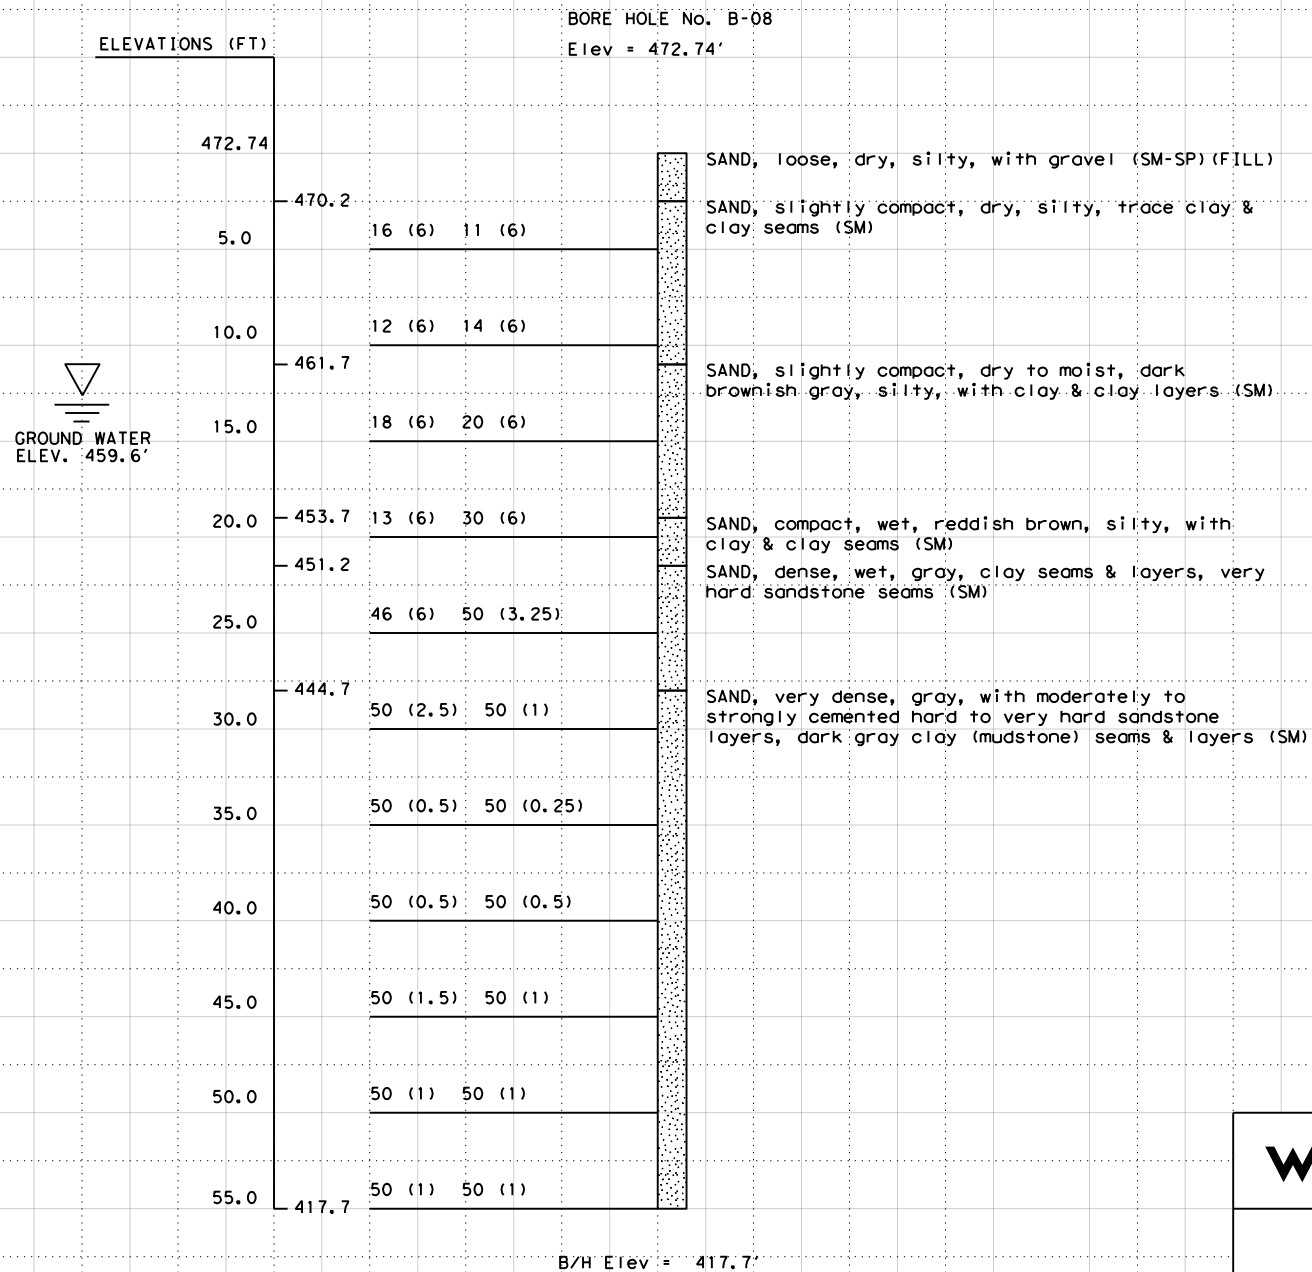 BORE HOLE No. B-08
ELEVATIONS (FT)
Elev = 472.74'
472.74
SAND, loose, dry, silty, with gravel (SM-SP)(FILL)
470.2
SAND, slightly compact, dry, silty, trace clay &
clay seams (SM)
5.0
16 (6) 11 (6)
10.0
12 (6) 14 (6)
461.7
SAND, slightly compact, dry to moist, dark
brownish gray, silty, with clay & clay layers (SM)
15.0
18 (6) 20 (6)
GROUND WATER
ELEV. 459.6'
20.0
453.7
13 (6) 30 (6)
SAND, compact, wet, reddish brown, silty, with
clay & clay seams (SM)
451.2
SAND, dense, wet, gray, clay seams & layers, very
hard sandstone seams (SM)
25.0
46 (6) 50 (3.25)
444.7
SAND, very dense, gray, with moderately to
strongly cemented hard to very hard sandstone
layers, dark gray clay (mudstone) seams & layers (SM)
30.0
50 (2.5) 50 (1)
35.0
50 (0.5) 50 (0.25)
40.0
50 (0.5) 50 (0.5)
45.0
50 (1.5) 50 (1)
50.0
50 (1) 50 (1)
W
55.0
417.7
50 (1) 50 (1)
B/H Elev = 417.7'